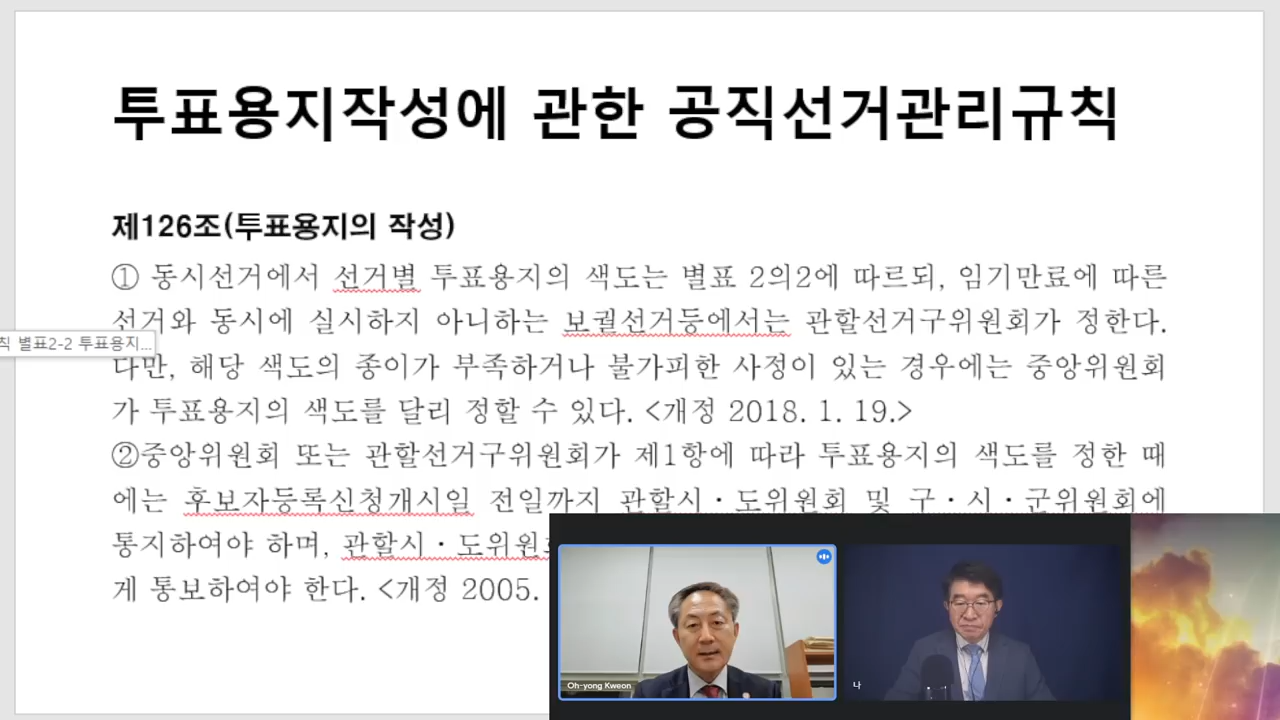 투표용지작성에 관한 공직선거관리규칙
제126조(투표용지의 작성)
① 동시선거에서 선거별 투표용지의 색도는 별표 2의2에 따르되, 임기만료에 따른
선거와 동시에 실시하지 아니하는 보궐선거등에서는 관할선거구위원회가 정한다.
칙 별표2-2 투표용지...
다만, 해당 색도의 종이가 부족하거나 불가피한 사정이 있는 경우에는 중앙위원회
가 투표용지의 색도를 달리 정할 수 있다. <개정 2018. 1. 19.>
②중앙위원회 또는 관할선거구위원회가 제1항에 따라 투표용지의 색도를 정한 때
에는 후보자등록신청개시일 전일까지 관할시·도위원회 및 구·시·군위원회에
통지하여야 하며, 관할시·도위원
게 통보하여야 한다. <개정 2005.
Oh-yong Kweon
나